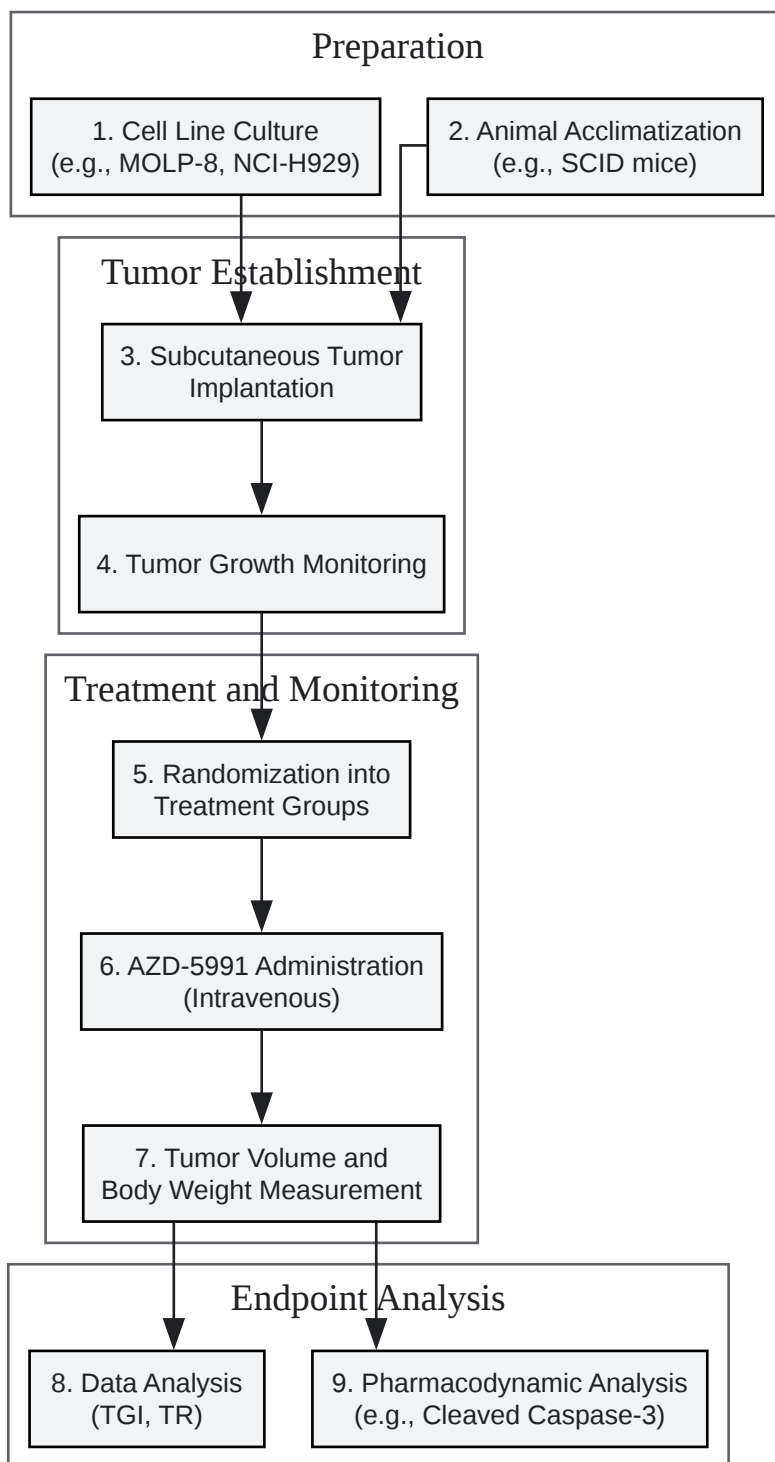 Preparation
1. Cell Line Culture
(e.g., MOLP-8, NCI-H929)
2. Animal Acclimatization
(e.g., SCID mice)
Tumor Establishment
3. Subcutaneous Tumor
Implantation
4. Tumor Growth Monitoring
Treatment and Monitoring
5. Randomization into
Treatment Groups
6. AZD-5991 Administration
(Intravenous)
7. Tumor Volume and
Body Weight Measurement
Endpoint Analysis
8. Data Analysis
(TGI, TR)
9. Pharmacodynamic Analysis
(e.g., Cleaved Caspase-3)